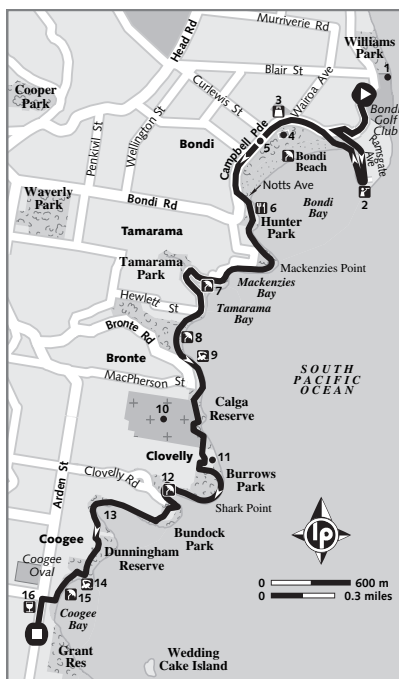 Murriverie Rd
Williams
Park
Head Rd
Blair St
1
Cooper
Park
Curlewis St
Wairoa Ave
3
Penkivil St
Wellington St
Bondi
Golf
Club
Campbell Pde
4
5
Bondi
Ramsgate
Ave
Bondi
Beach
Notts Ave
2
Waverly
Park
Bondi Rd
Bondi
Bay
6
Hunter
Park
Tamarama
Tamarama
Park
Mackenzies Point
Mackenzies
Bay
7
Hewlett St
Tamarama
Bay
Bronte Rd
8
9
Bronte
MacPherson St
SOUTH
PACIFIC
OCEAN
Calga
Reserve
10
Clovelly
11
Burrows
Park
Arden St
Clovelly Rd
12
Shark Point
13
Bundock
Park
Coogee
Dunningham
Reserve
lp
Coogee
Oval
14
0 600 m
0 0.3 miles
16
15
Coogee
Bay
Grant
Res
Wedding
Cake Island